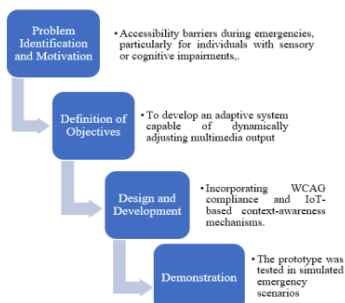 Problem
Identification
and Motivation
• Accessibility barriers during emergencies,
particularly for individuals with sensory
or cognitive impairments,.
Definition of
Objectives
• To develop an adaptive system
capable of dynamically
adjusting multimedia output
Design and
Development
• Incorporating WCAG
compliance and IoT-
based context-awareness
mechanisms.
Demonstration
• The prototype was
tested in simulated
emergency
scenarios